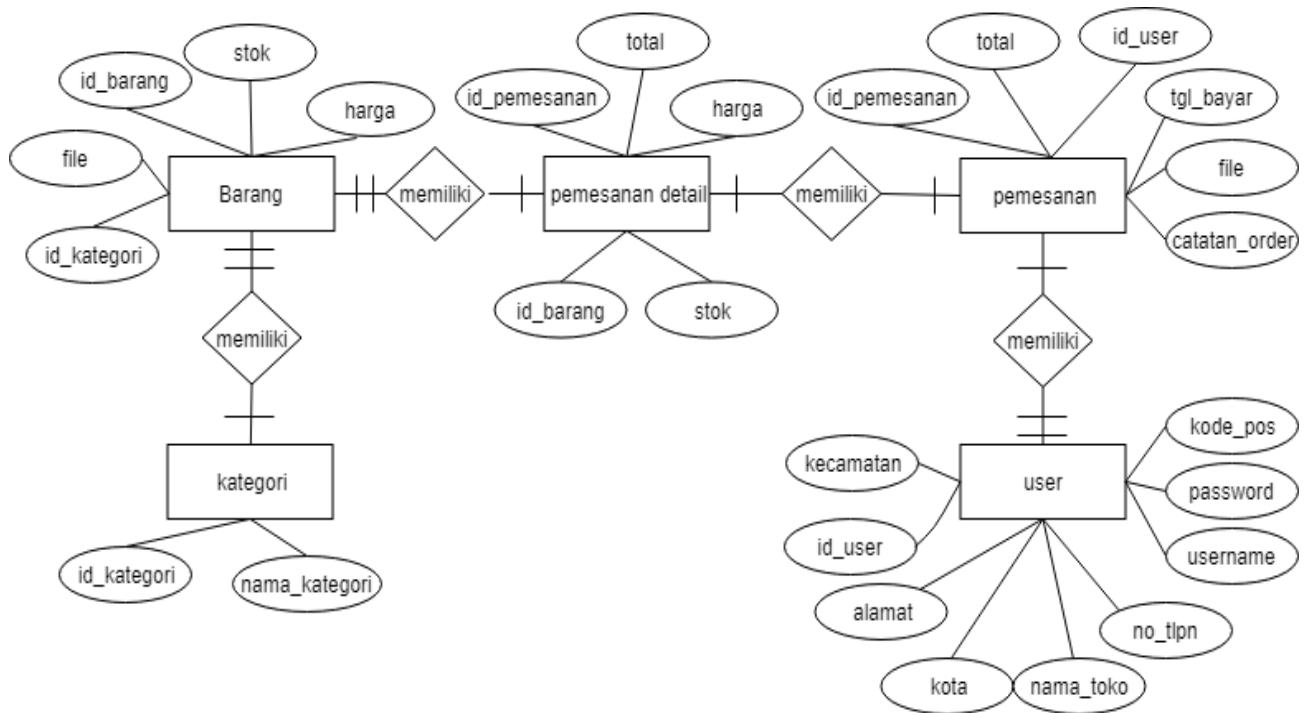 stok
id_barang
harga
file
Barang
id_kategori
memiliki
total
id_pemesanan
harga
pemesanan detail
id_barang
stok
memiliki
total
id_user
id_pemesanan
tgl_bayar
file
pemesanan
catatan_order
memiliki
kategori
id_kategori
nama_kategori
memiliki
kode_pos
kecamatan
user
password
id_user
username
alamat
no_tlpn
kota
nama_toko